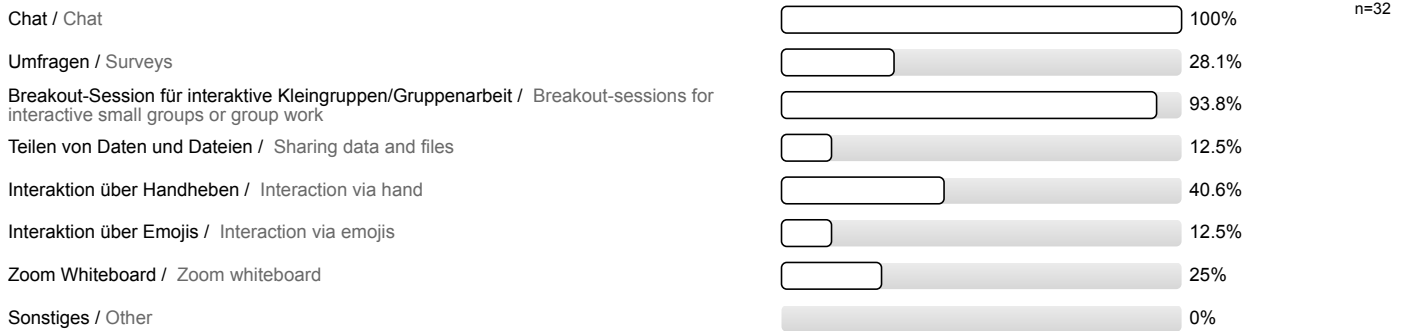 Chat / Chat 100% n=32
Umfragen / Surveys 28.1%
Breakout-Session für interaktive Kleingruppen/Gruppenarbeit / Breakout-sessions for
interactive small groups or group work 93.8%
Teilen von Daten und Dateien / Sharing data and files 12.5%
Interaktion über Handheben / Interaction via hand 40.6%
Interaktion über Emojis / Interaction via emojis 12.5%
Zoom Whiteboard / Zoom whiteboard 25%
Sonstiges / Other 0%